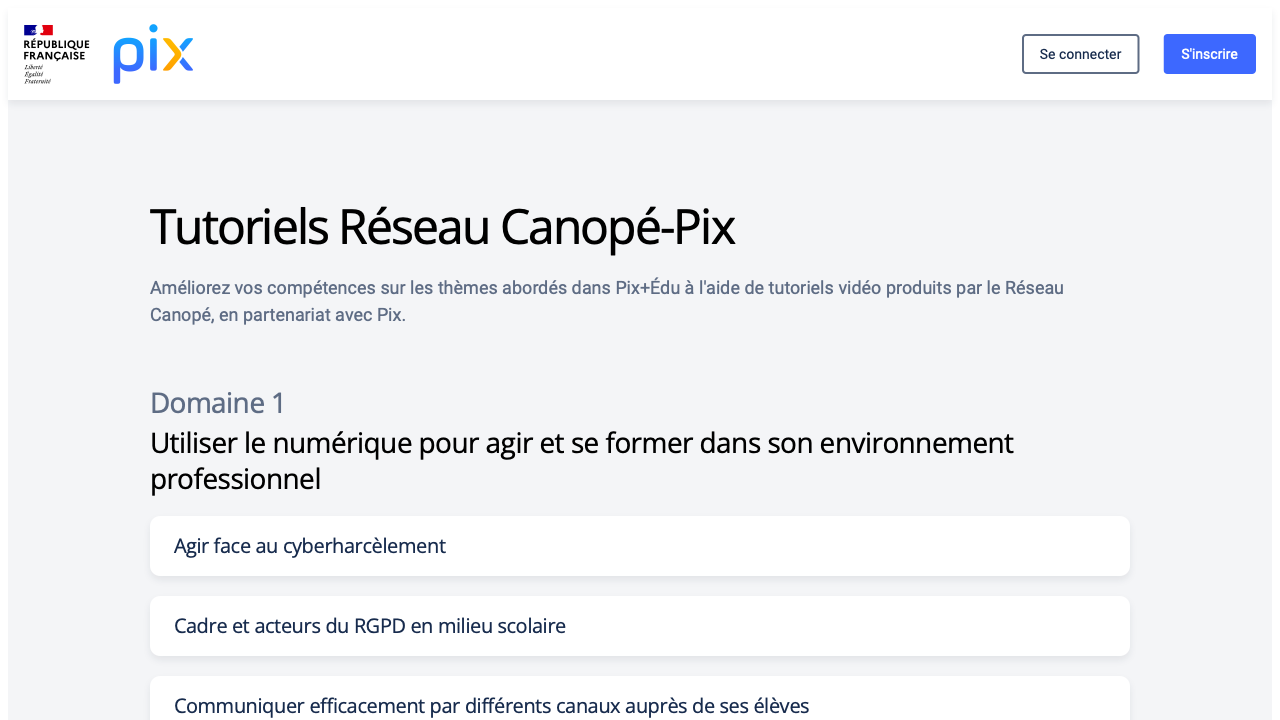 RÉPUBLIQUE
FRANÇAISE
Liberté
Égalité
Fraternité
pix
Se connecter
S'inscrire
Tutoriels Réseau Canopé-Pix
Améliorez vos compétences sur les thèmes abordés dans Pix+Édu à l'aide de tutoriels vidéo produits par le Réseau
Canopé, en partenariat avec Pix.
Domaine 1
Utiliser le numérique pour agir et se former dans son environnement
professionnel
Agir face au cyberharcèlement
Cadre et acteurs du RGPD en milieu scolaire
Communiquer efficacement par différents canaux auprès de ses élèves